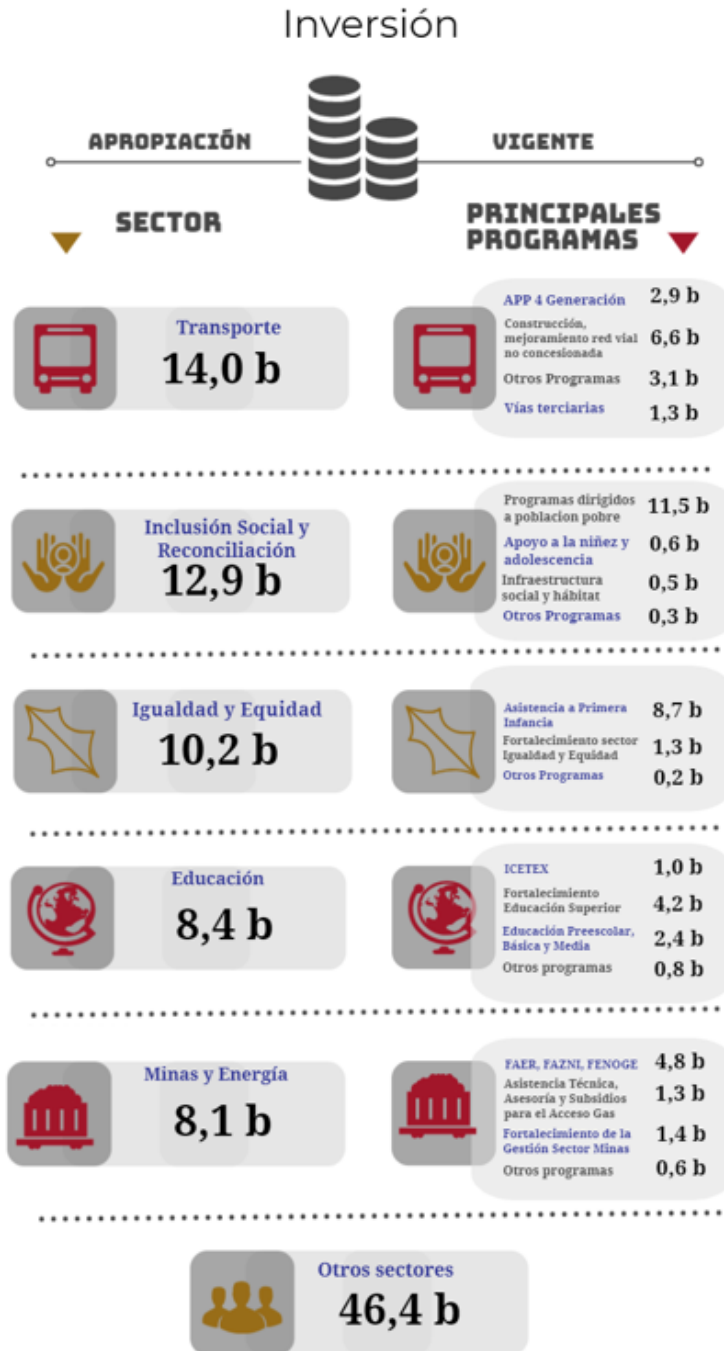 Inversión
APROPIACIÓN
VIGENTE
SECTOR
PRINCIPALES
PROGRAMAS
Transporte
14,0 b
APP 4 Generación 2,9 b
Construcción,
mejoramiento red vial 6,6 b
no concesionada
Otros Programas 3,1 b
Vías terciarias 1,3 b
Inclusión Social y
Reconciliación
12,9 b
Programas dirigidos 11,5 b
a poblacion pobre
Apoyo a la niñez y 0,6 b
adolescencia
Infraestructura 0,5 b
social y hábitat
Otros Programas 0,3 b
Igualdad y Equidad
10,2 b
Asistencia a Primera 8,7 b
Infancia
Fortalecimiento sector 1,3 b
Igualdad y Equidad
Otros Programas 0,2 b
Educación
8,4 b
ICETEX 1,0 b
Fortalecimiento 4,2 b
Educación Superior
Educación Preescolar, 2,4 b
Básica y Media
Otros programas 0,8 b
Minas y Energía
8,1 b
FAER, FAZNI, FENOGE 4,8 b
Asistencia Técnica,
Asesoría y Subsidios 1,3 b
para el Acceso Gas
Fortalecimiento de la 1,4 b
Gestión Sector Minas
Otros programas 0,6 b
Otros sectores
46,4 b